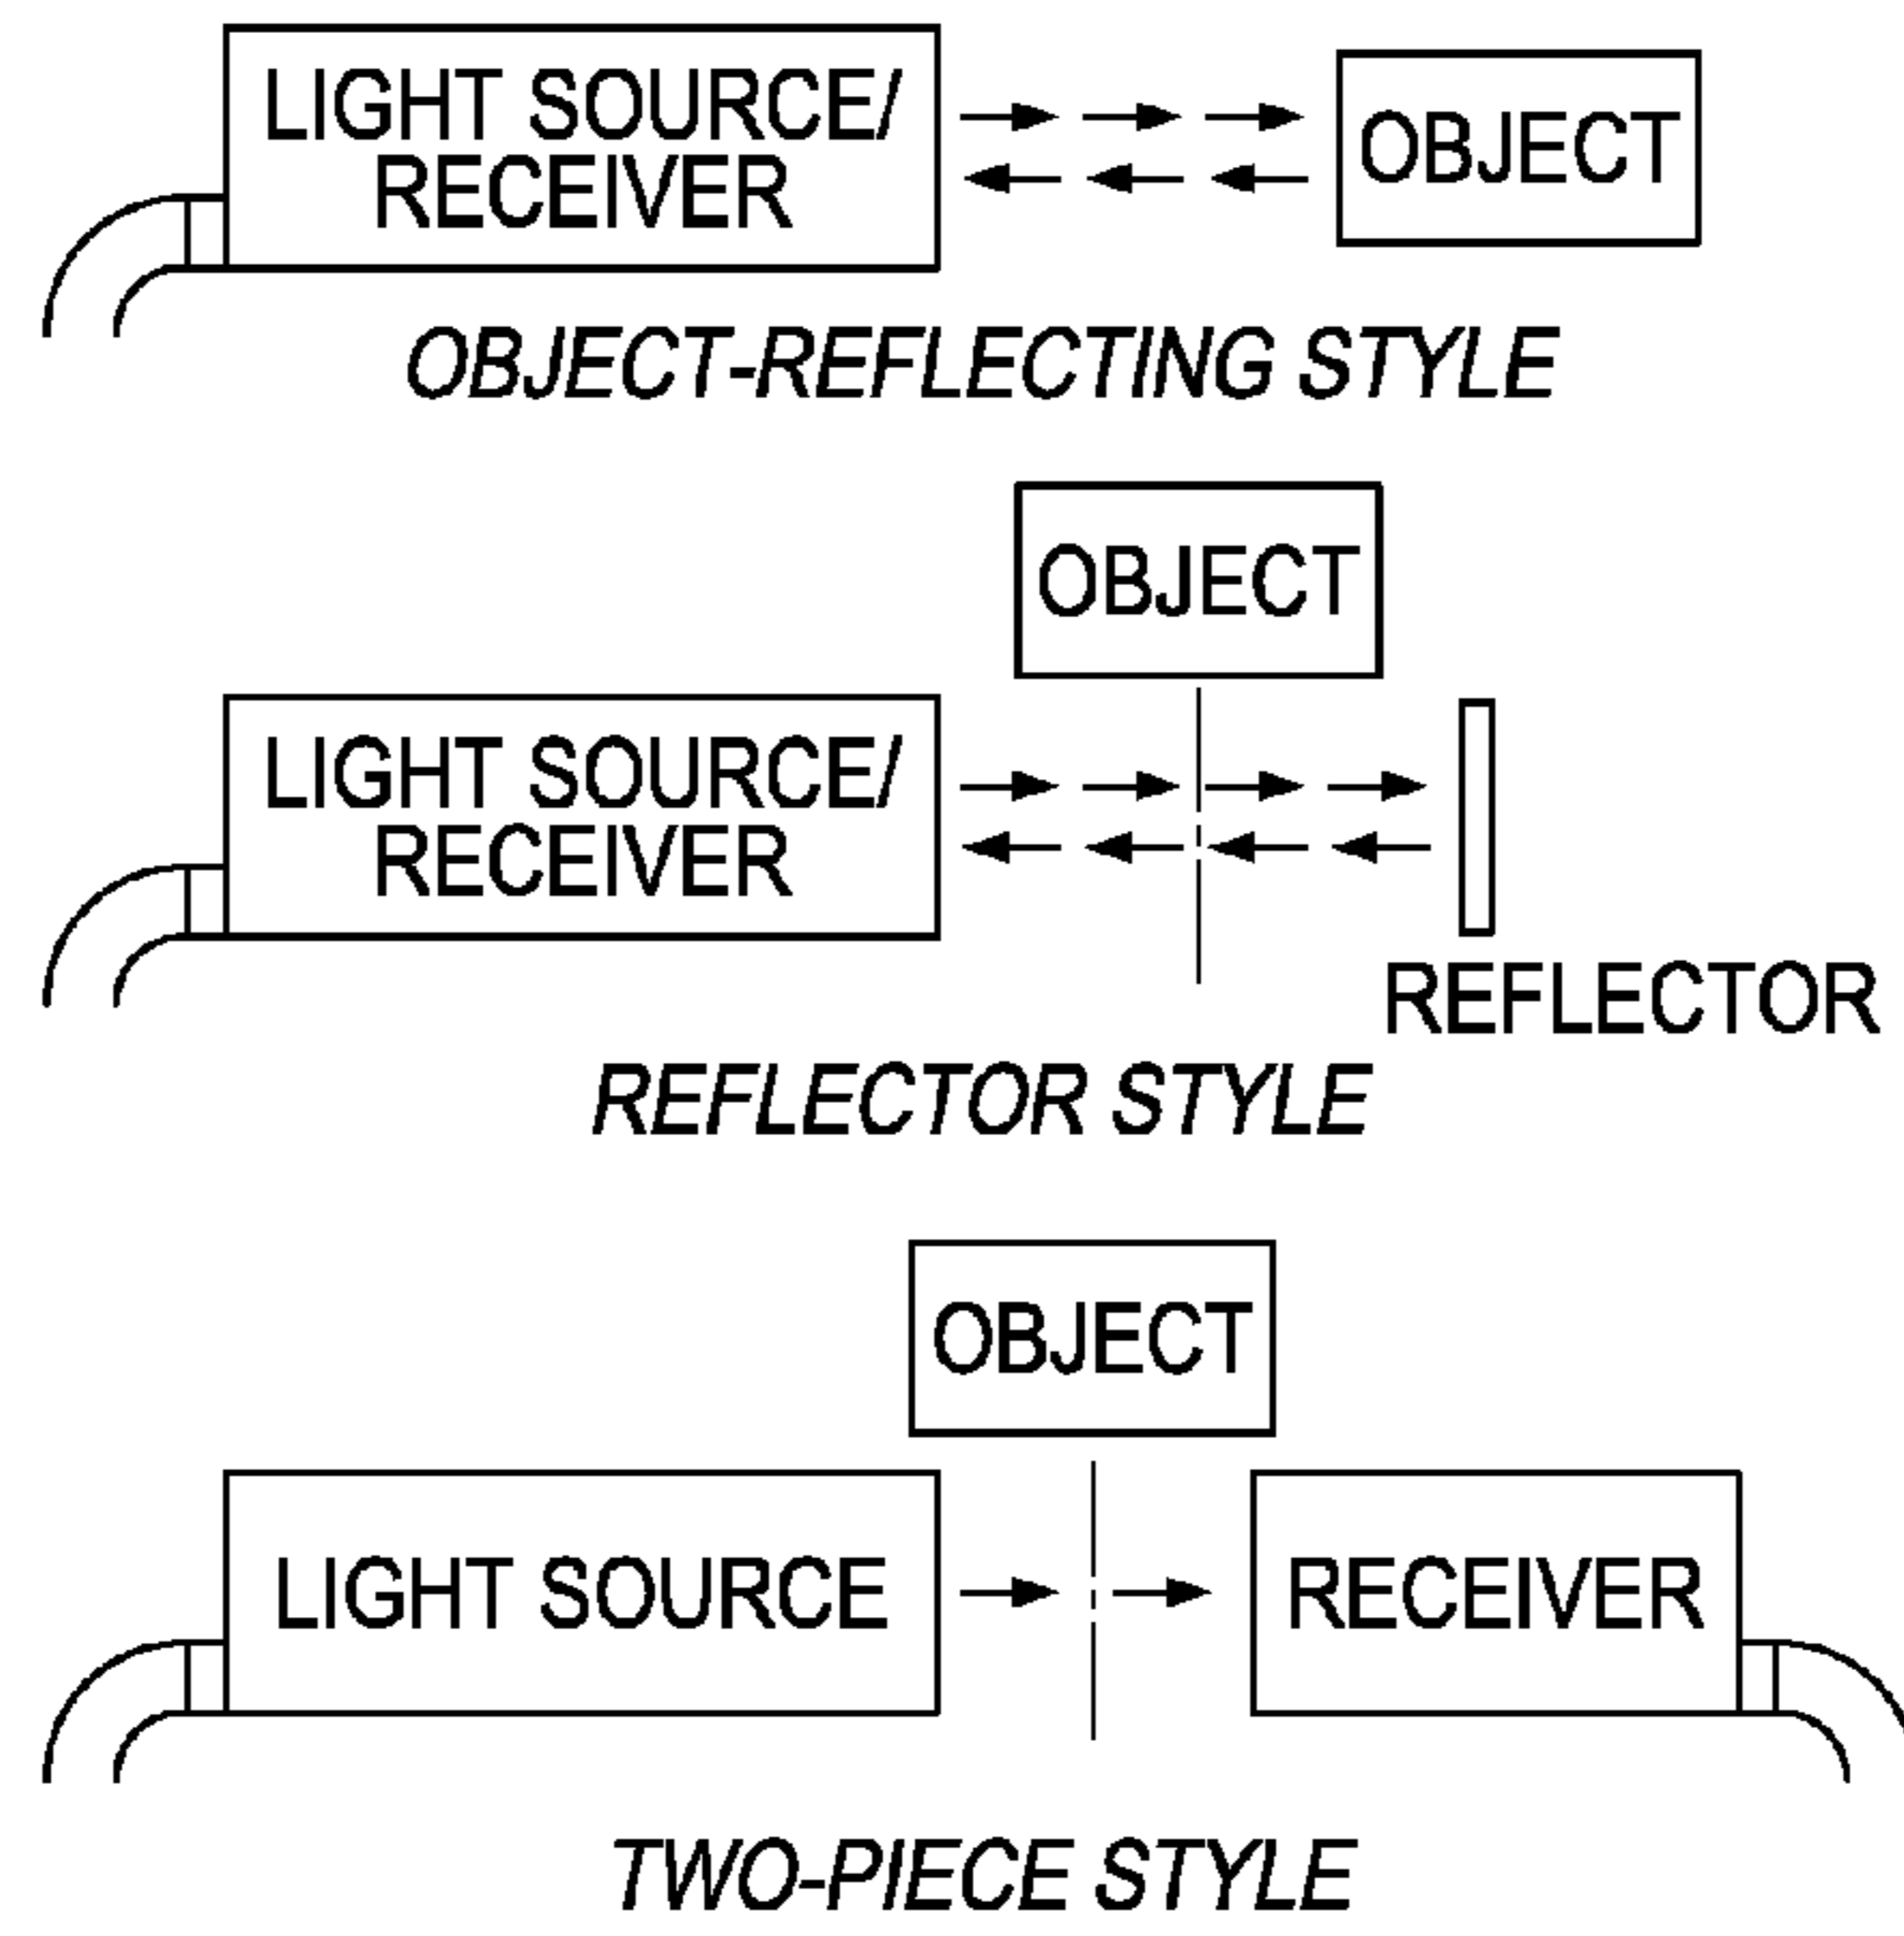 LIGHT SOURCE/
RECEIVER
OBJECT
OBJECT-REFLECTING STYLE
OBJECT
LIGHT SOURCE/
RECEIVER
REFLECTOR
REFLECTOR STYLE
OBJECT
LIGHT SOURCE
RECEIVER
TWO-PIECE STYLE